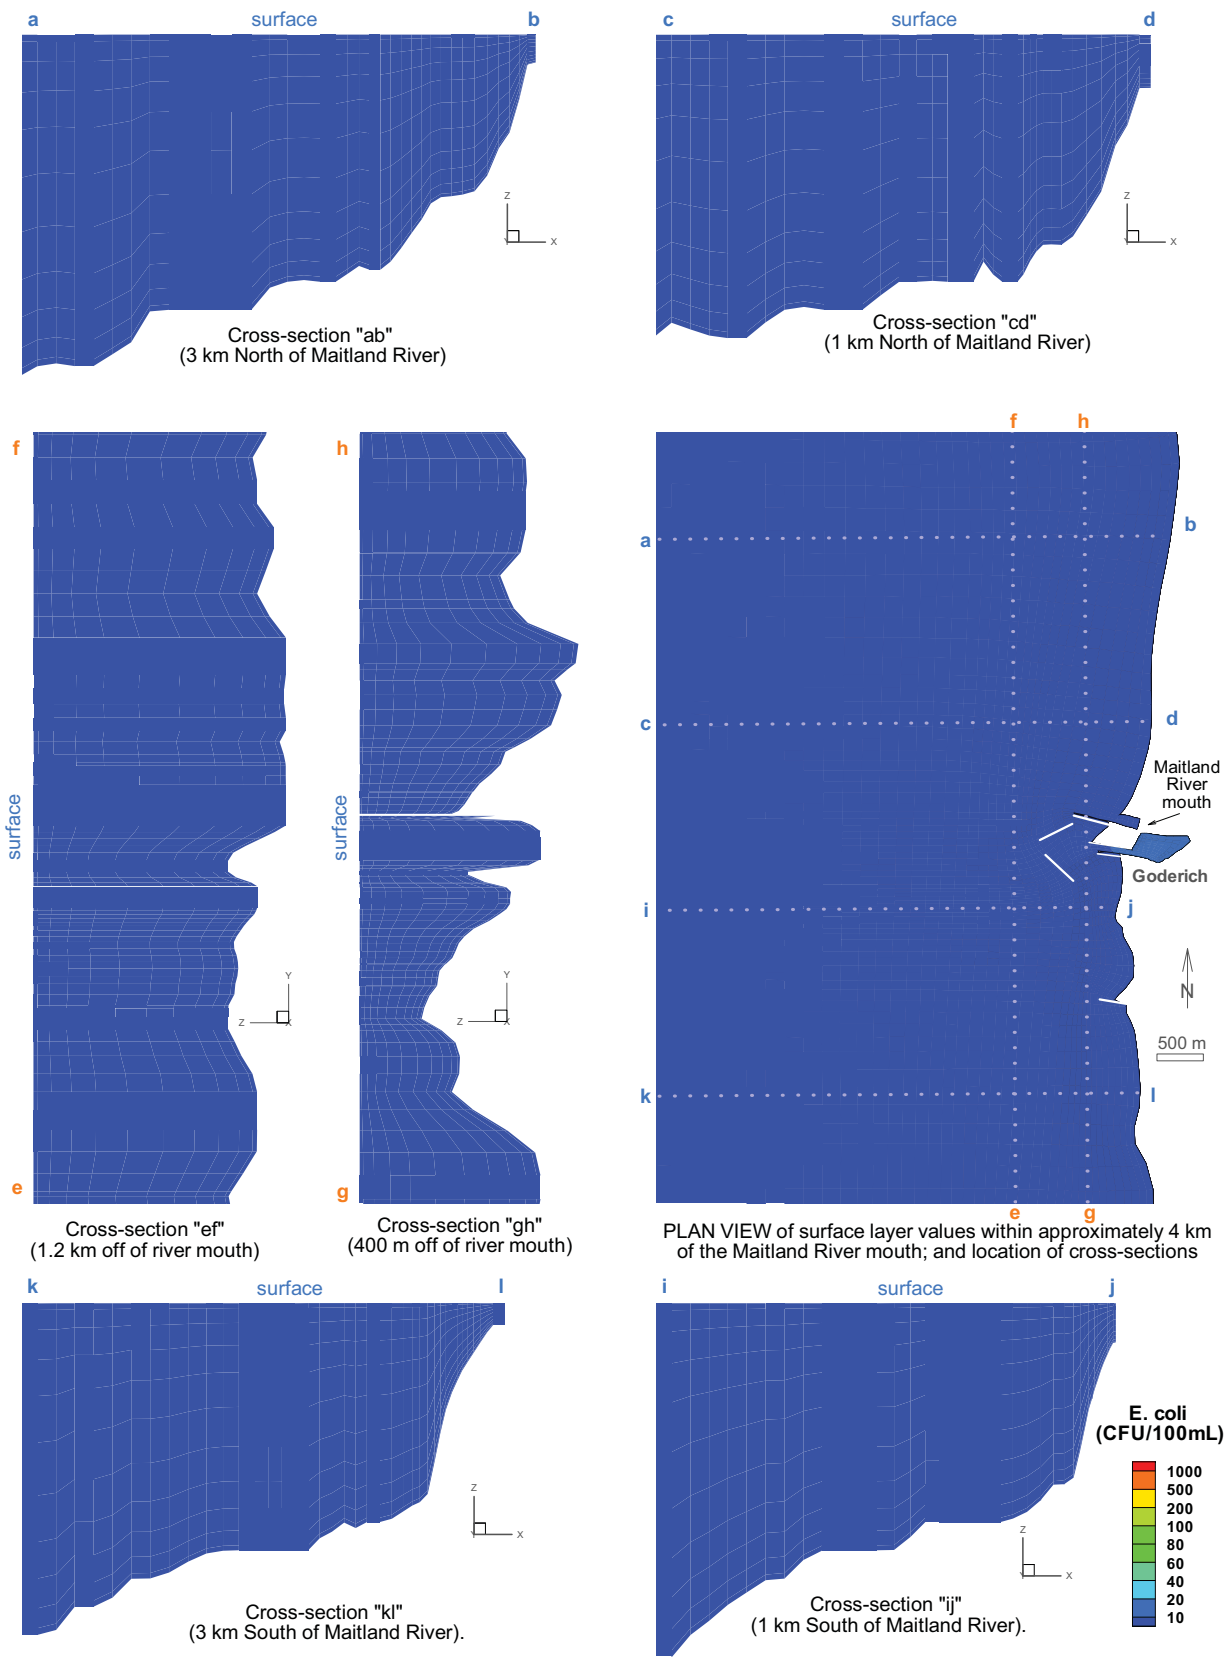 a surface b
c surface d
Z
X
Y
Z
X
Y
Cross-section "ab"
(3 km North of Maitland River)
Cross-section "cd"
(1 km North of Maitland River)
f
surface
e
Y
Z
X
Cross-section "ef"
(1.2 km off of river mouth)
h
surface
g
Y
Z
X
Cross-section "gh"
(400 m off of river mouth)
f h
a b
c d
Maitland
River
mouth
Goderich
i j
N
500 m
k l
e g
PLAN VIEW of surface layer values within approximately 4 km
of the Maitland River mouth; and location of cross-sections
k surface l
Z
X
Y
Cross-section "kl"
(3 km South of Maitland River).
i surface j
Z
X
Y
Cross-section "ij"
(1 km South of Maitland River).
E. coli
(CFU/100mL)
1000
500
200
100
80
60
40
20
10